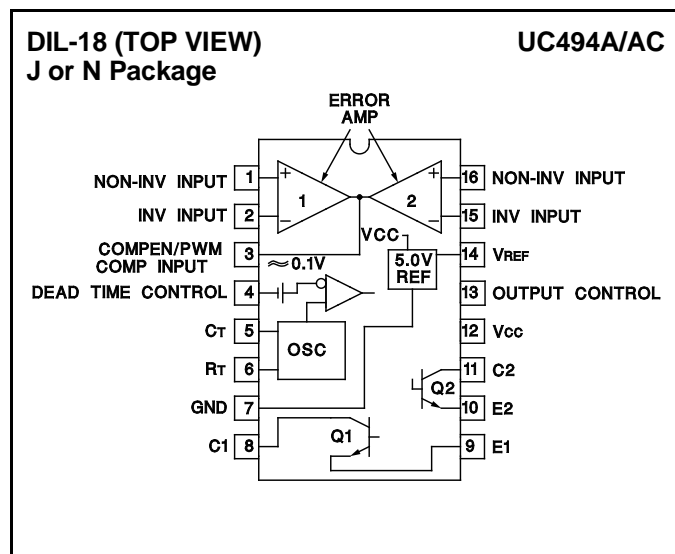 DIL-18 (TOP VIEW) UC494A/AC
J or N Package
ERROR
AMP
NON-INV INPUT 1 + + 16 NON-INV INPUT
1 2
INV INPUT 2 − − 15 INV INPUT
VCC
COMPEN/PWM
COMP INPUT 3 ≈0.1V 5.0V
REF 14 VREF
DEAD TIME CONTROL 4 13 OUTPUT CONTROL
CT 5 12 VCC
OSC
RT 6 11 C2
Q2
GND 7 10 E2
C1 8 Q1 9 E1